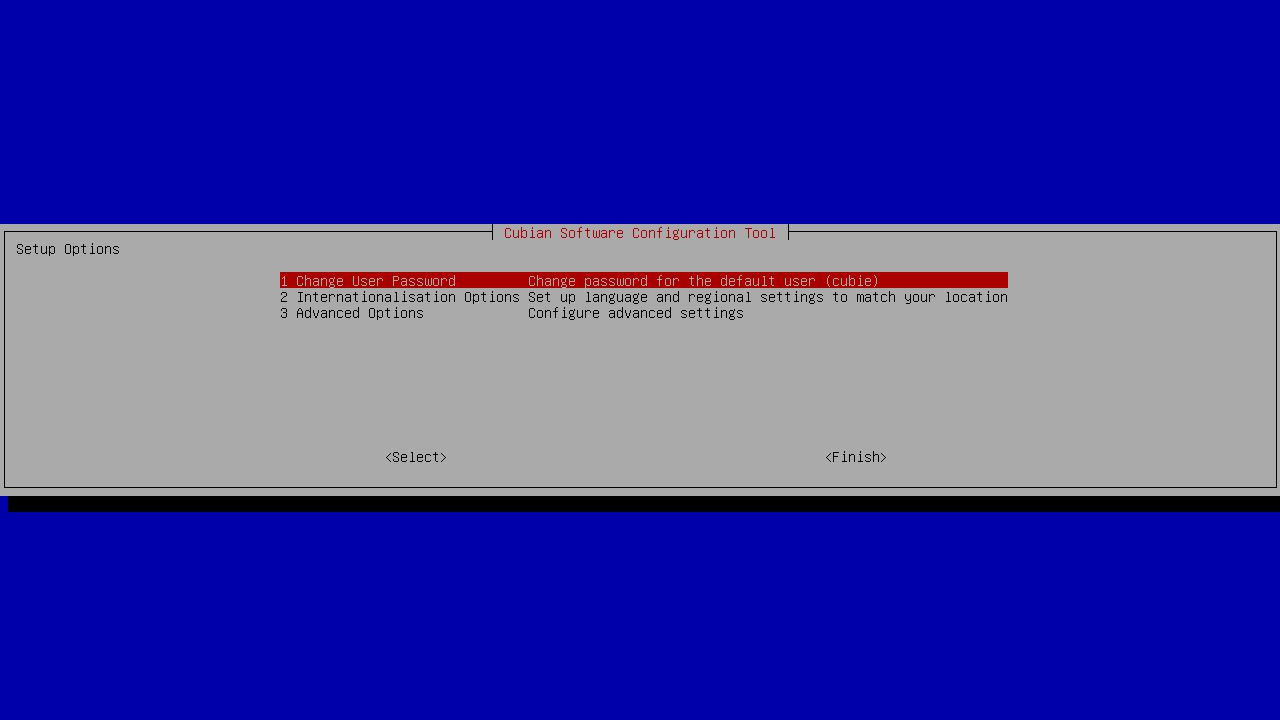 Cubian Software Configuration Tool
Setup Options
1 Change User Password Change password for the default user (cubie)
2 Internationalisation Options Set up language and regional settings to match your location
3 Advanced Options Configure advanced settings
<Select> <Finish>